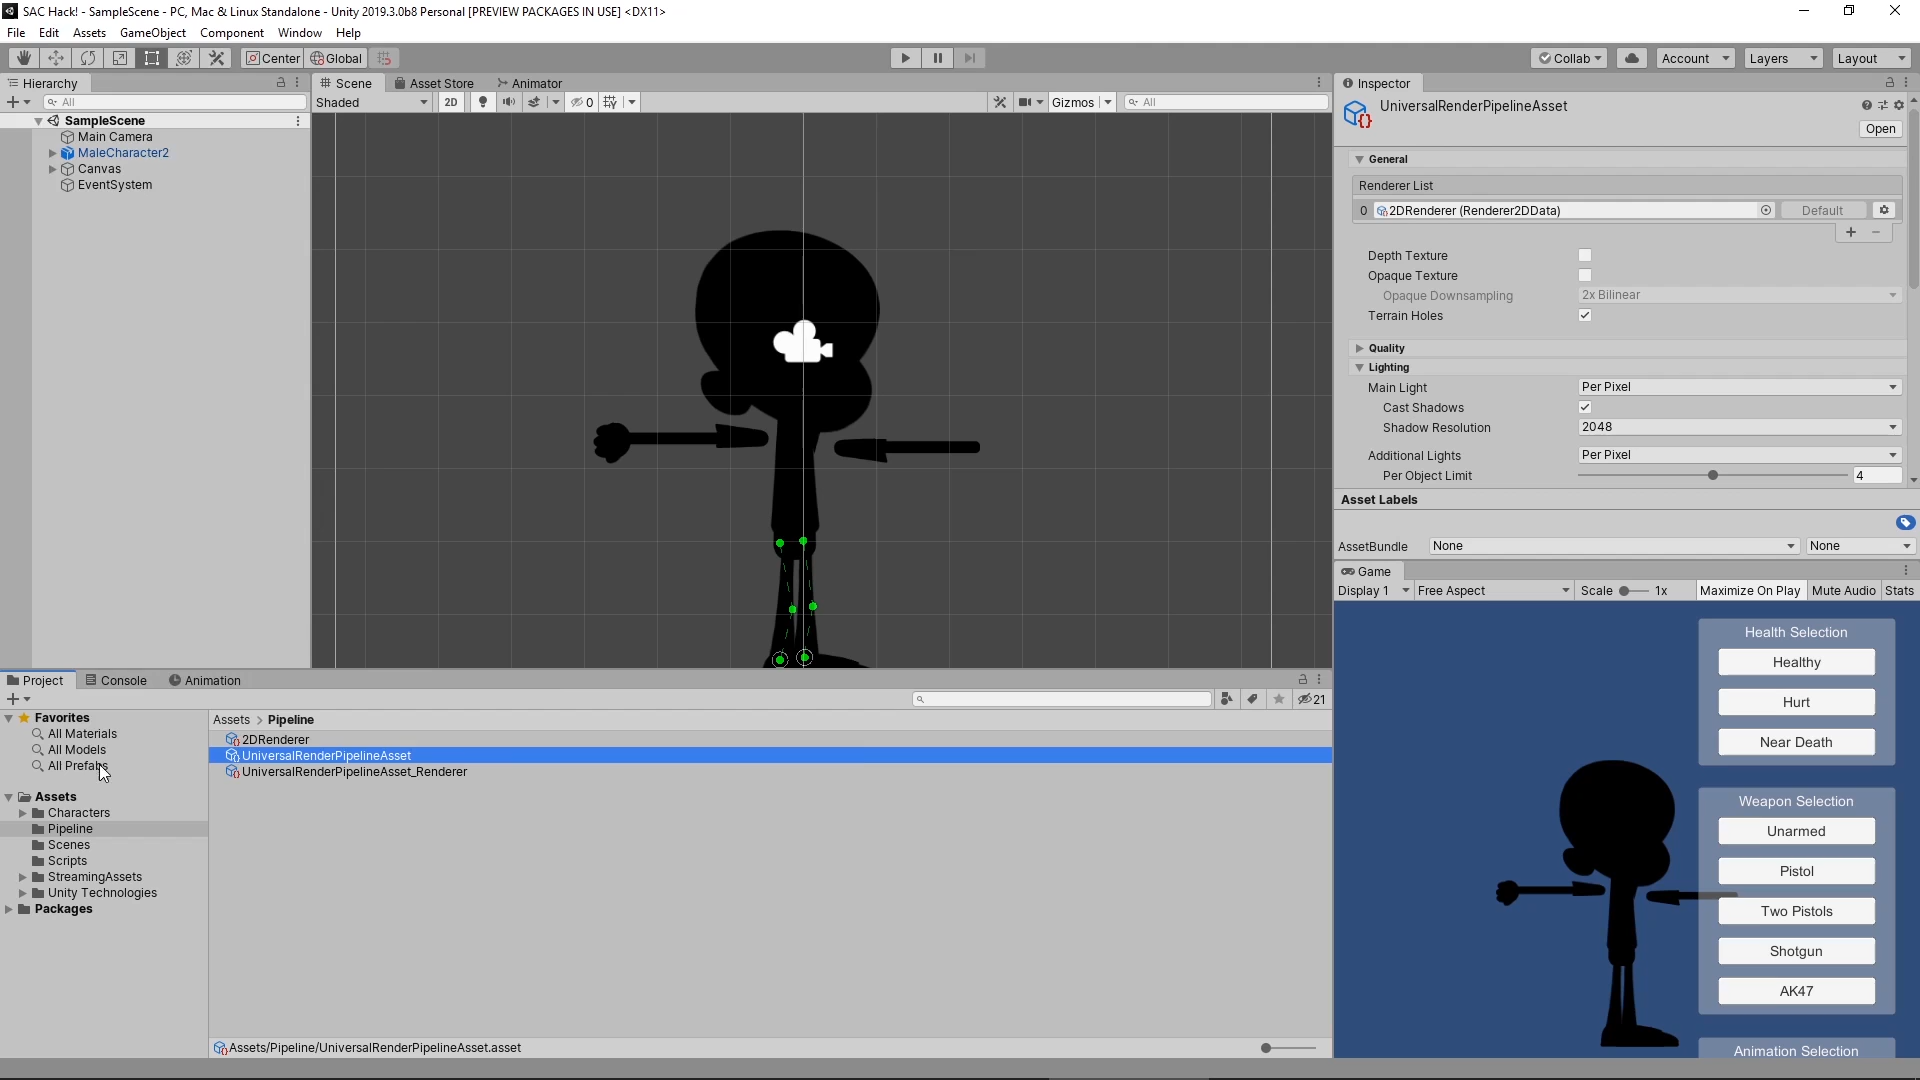 SAC Hack! - SampleScene - PC, Mac & Linux Standalone - Unity 2019.3.0b8 Personal [PREVIEW PACKAGES IN USE] <DX11>
File Edit Assets GameObject Component Window Help
Center Global Collab Account Layers Layout
Hierarchy
All
SampleScene
Main Camera
MaleCharacter2
Canvas
EventSystem
Scene Asset Store Animator
Shaded 2D 0 Gizmos All
Inspector
UniversalRenderPipelineAsset
Open
General
Renderer List
0 2DRenderer (Renderer2DData) Default
Depth Texture
Opaque Texture
Opaque Downsampling 2x Bilinear
Terrain Holes
Quality
Lighting
Main Light Per Pixel
Cast Shadows
Shadow Resolution 2048
Additional Lights Per Pixel
Per Object Limit 4
Asset Labels
AssetBundle None None
Game
Display 1 Free Aspect Scale 1x Maximize On Play Mute Audio Stats
Health Selection
Healthy
Hurt
Near Death
Weapon Selection
Unarmed
Pistol
Two Pistols
Shotgun
AK47
Animation Selection
Project Console Animation
21
Favorites
All Materials
All Models
All Prefabs
Assets
Characters
Pipeline
Scenes
Scripts
StreamingAssets
Unity Technologies
Packages
Assets > Pipeline
2DRenderer
UniversalRenderPipelineAsset
UniversalRenderPipelineAsset_Renderer
Assets/Pipeline/UniversalRenderPipelineAsset.asset